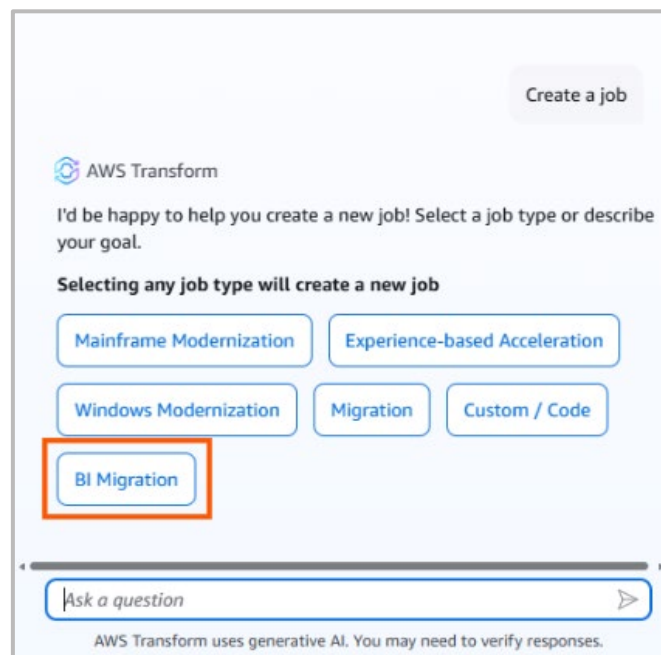 Create a job
AWS Transform
I'd be happy to help you create a new job! Select a job type or describe
your goal.
Selecting any job type will create a new job
Mainframe Modernization
Experience-based Acceleration
Windows Modernization
Migration
Custom / Code
BI Migration
Ask a question
AWS Transform uses generative AI. You may need to verify responses.